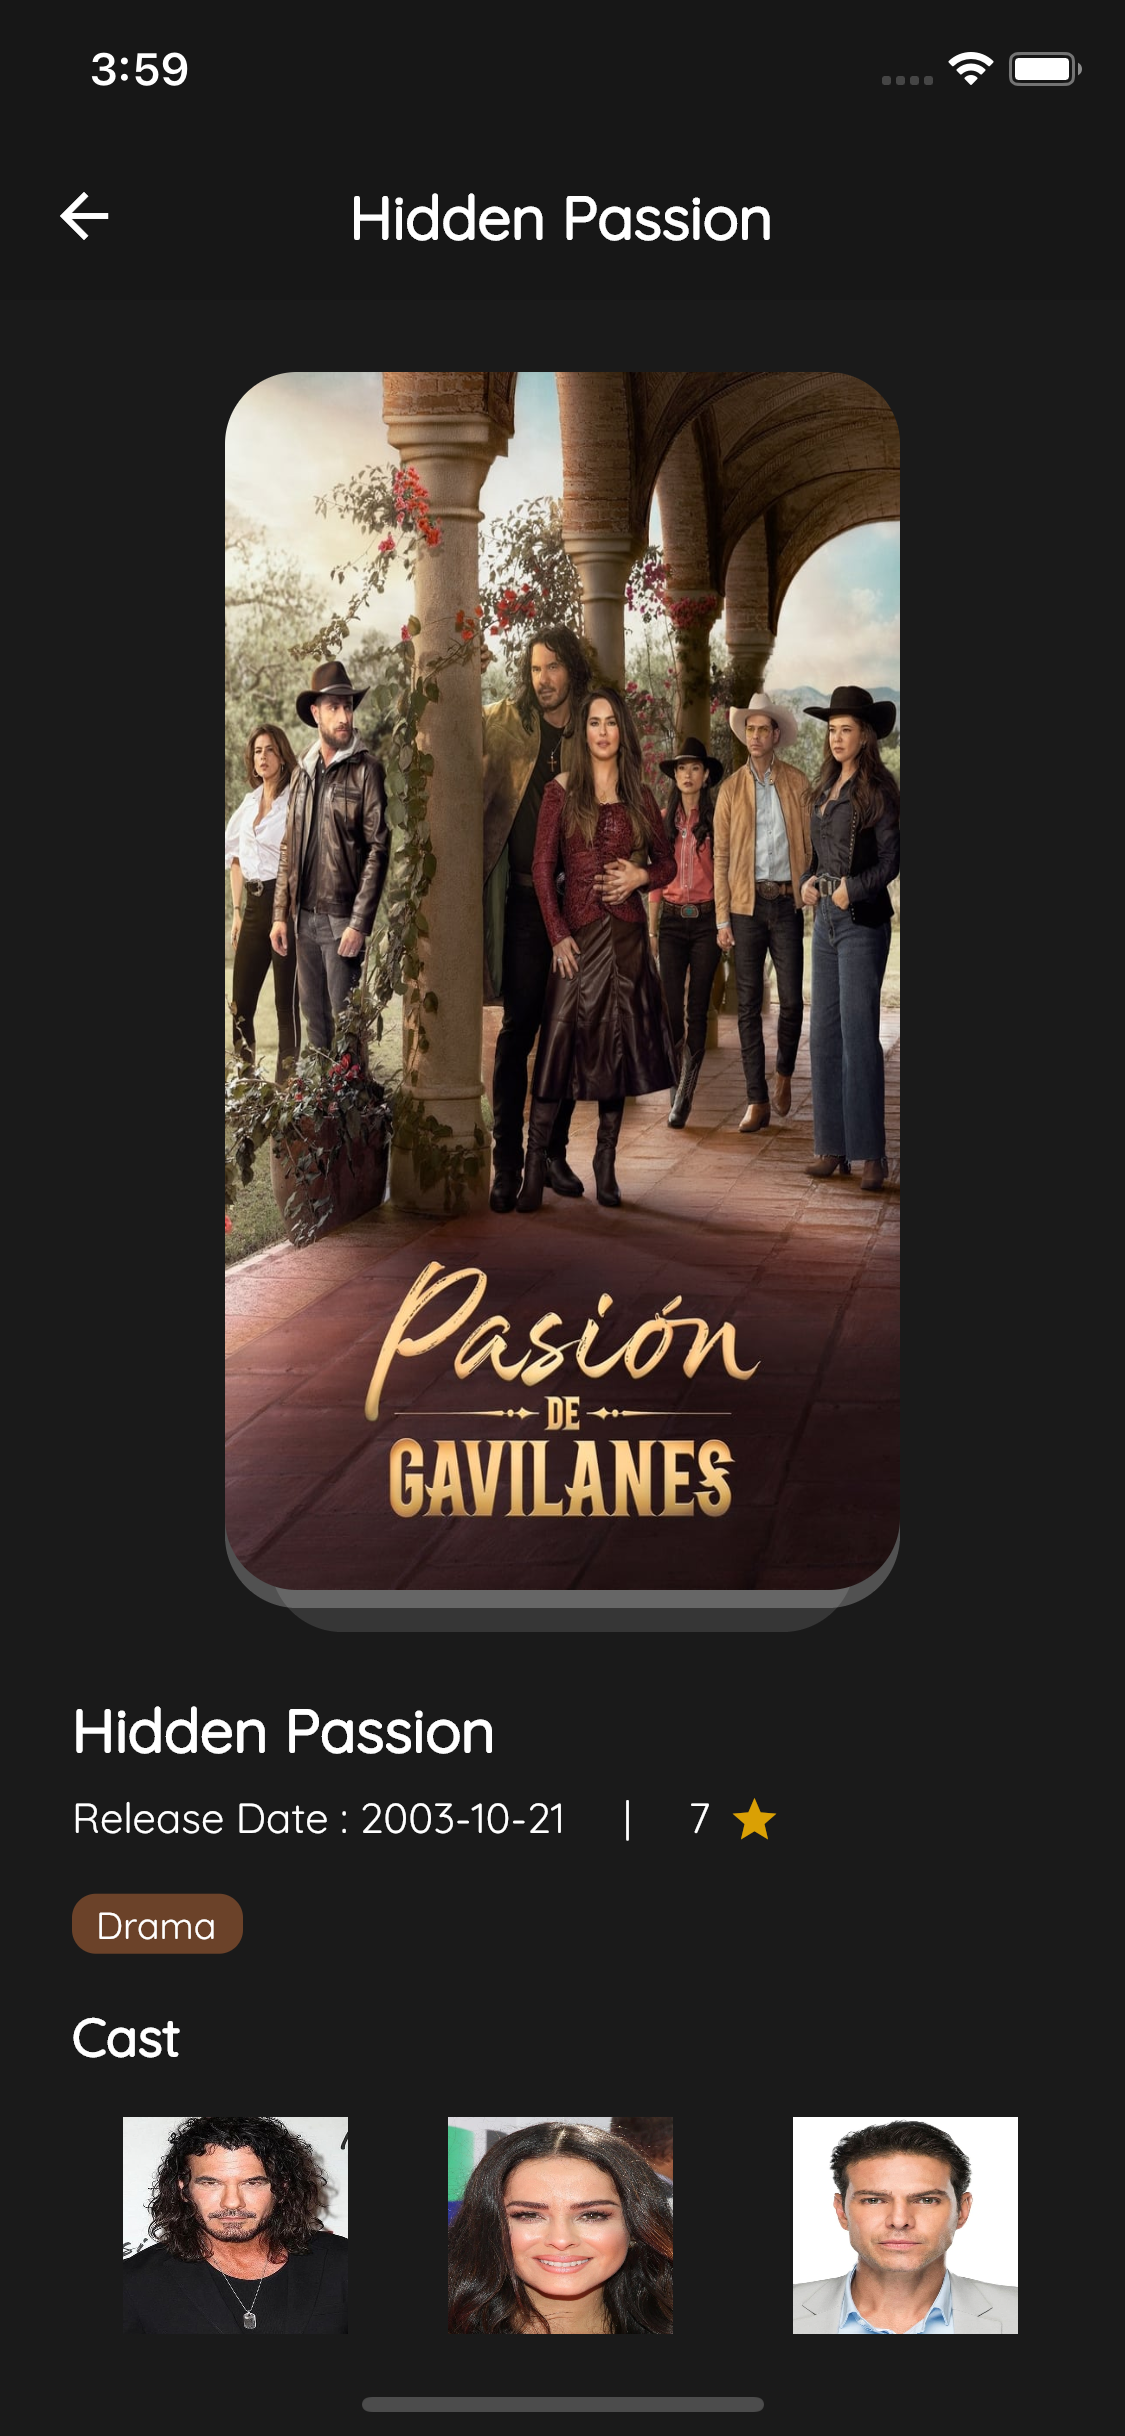 3:59
Hidden Passion
Pasión
DE
GAVILANES
Hidden Passion
Release Date : 2003-10-21 | 7
Drama
Cast